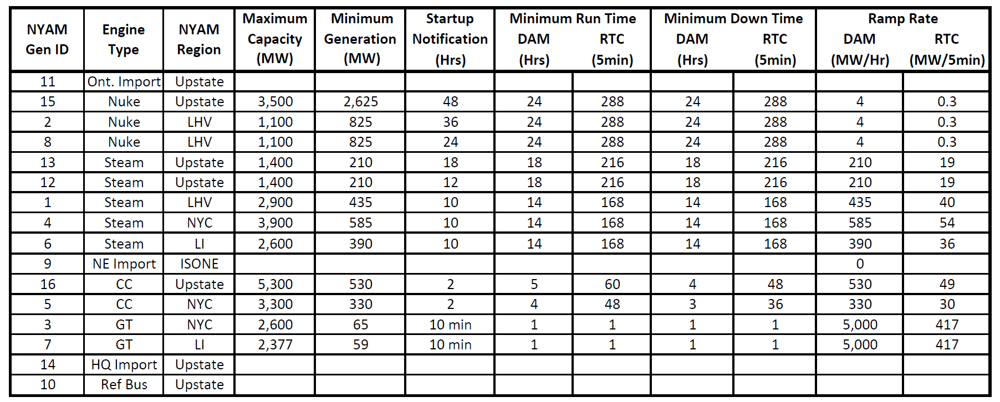 NYAM Gen ID Engine Type NYAM Region Maximum Capacity (MW) Minimum Generation (MW) Startup Notification (Hrs) Minimum Run Time DAM (Hrs) RTC (5min) Minimum Down Time DAM (Hrs) RTC (5min) Ramp Rate DAM (MW/Hr) RTC (MW/5min)
11 Ont. Import Upstate
15 Nuke Upstate 3,500 2,625 48 24 288 24 288 4 0.3
2 Nuke LHV 1,100 825 36 24 288 24 288 4 0.3
8 Nuke LHV 1,100 825 24 24 288 24 288 4 0.3
13 Steam Upstate 1,400 210 18 18 216 18 216 210 19
12 Steam Upstate 1,400 210 12 18 216 18 216 210 19
1 Steam LHV 2,900 435 10 14 168 14 168 435 40
4 Steam NYC 3,900 585 10 14 168 14 168 585 54
6 Steam LI 2,600 390 10 14 168 14 168 390 36
9 NE Import ISONE 0
16 CC Upstate 5,300 530 2 5 60 4 48 530 49
5 CC NYC 3,300 330 2 4 48 3 36 330 30
3 GT NYC 2,600 65 10 min 1 1 1 1 5,000 417
7 GT LI 2,377 59 10 min 1 1 1 1 5,000 417
14 HQ Import Upstate
10 Ref Bus Upstate